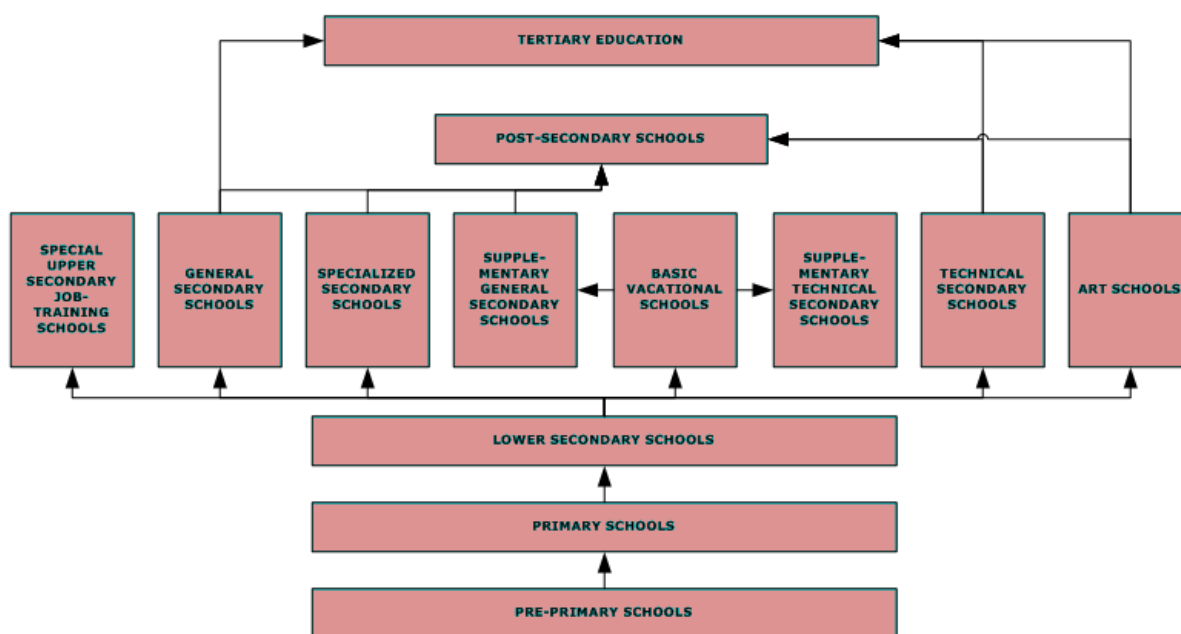 TERTIARY EDUCATION
POST-SECONDARY SCHOOLS
SPECIAL
UPPER
SECONDARY
JOB-
TRAINING
SCHOOLS
GENERAL
SECONDARY
SCHOOLS
SPECIALIZED
SECONDARY
SCHOOLS
SUPPLE-
MENTARY
GENERAL
SECONDARY
SCHOOLS
BASIC
VACATIONAL
SCHOOLS
SUPPLE-
MENTARY
TECHNICAL
SECONDARY
SCHOOLS
TECHNICAL
SECONDARY
SCHOOLS
ART SCHOOLS
LOWER SECONDARY SCHOOLS
PRIMARY SCHOOLS
PRE-PRIMARY SCHOOLS